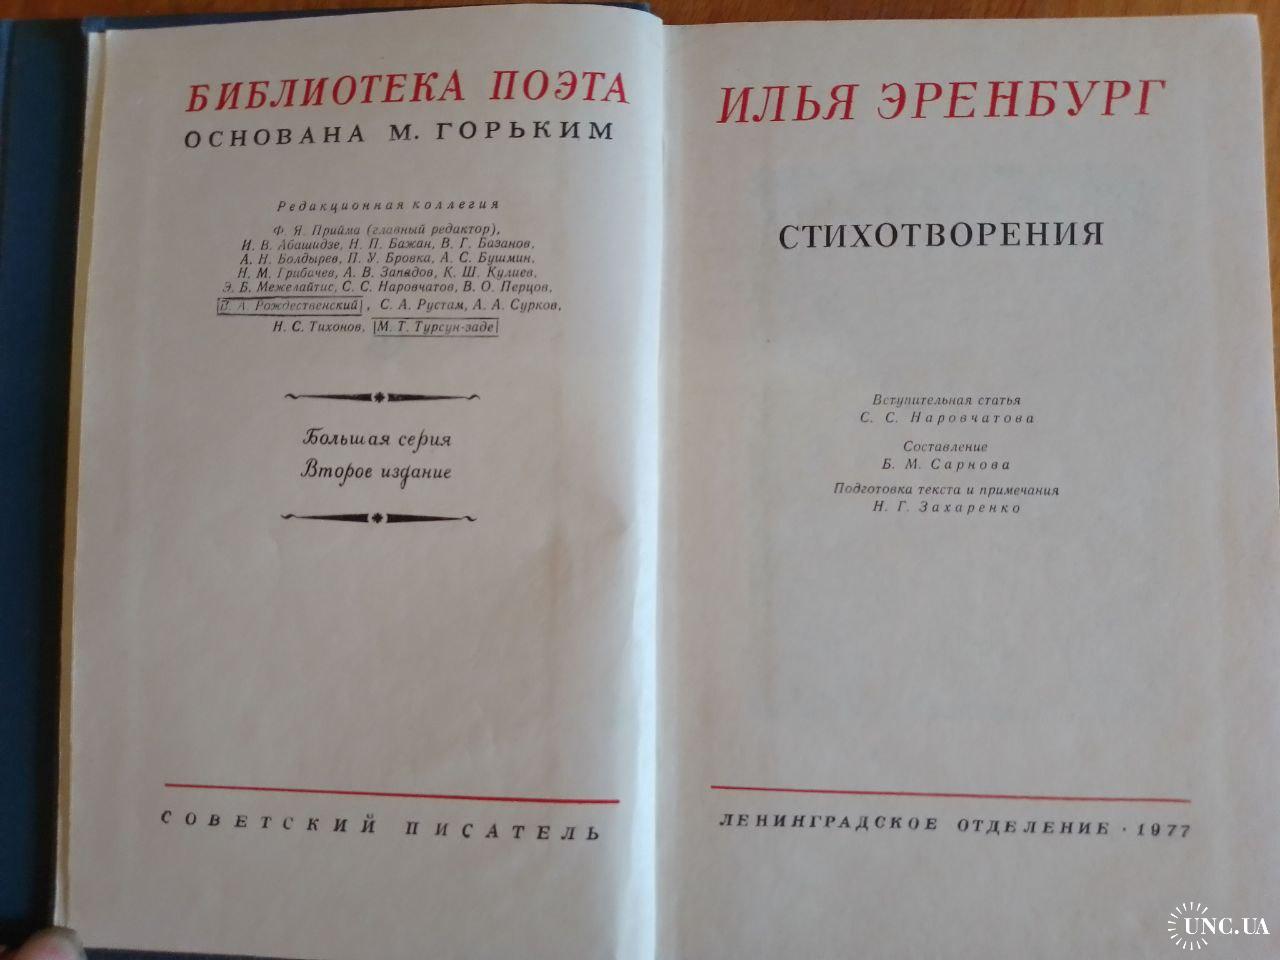 БИБЛИОТЕКА ПОЭТА
ОСНОВАНА М. ГОРЬКИМ
Редакционная коллегия
Ф. Я. Прийма (главный редактор),
И. В. Абашидзе, Н. П. Бажан, В. Г. Базанов,
А. Н. Болдырев, П. У. Бровка, А. С. Бушмин,
Н. М. Грибачев, А. В. Западов, К. Ш. Кулиев,
Э. Б. Межелайтис, С. С. Наровчатов, В. О. Перцов,
В. А. Рождественский, С. А. Рустам, А. А. Сурков,
Н. С. Тихонов, М. Т. Турсун-заде
Большая серия
Второе издание
СОВЕТСКИЙ ПИСАТЕЛЬ
ИЛЬЯ ЭРЕНБУРГ
СТИХОТВОРЕНИЯ
Вступительная статья
С. С. Наровчатова
Составление
Б. М. Сарнова
Подготовка текста и примечания
Н. Г. Захаренко
ЛЕНИНГРАДСКОЕ ОТДЕЛЕНИЕ · 1977
UNC.UA